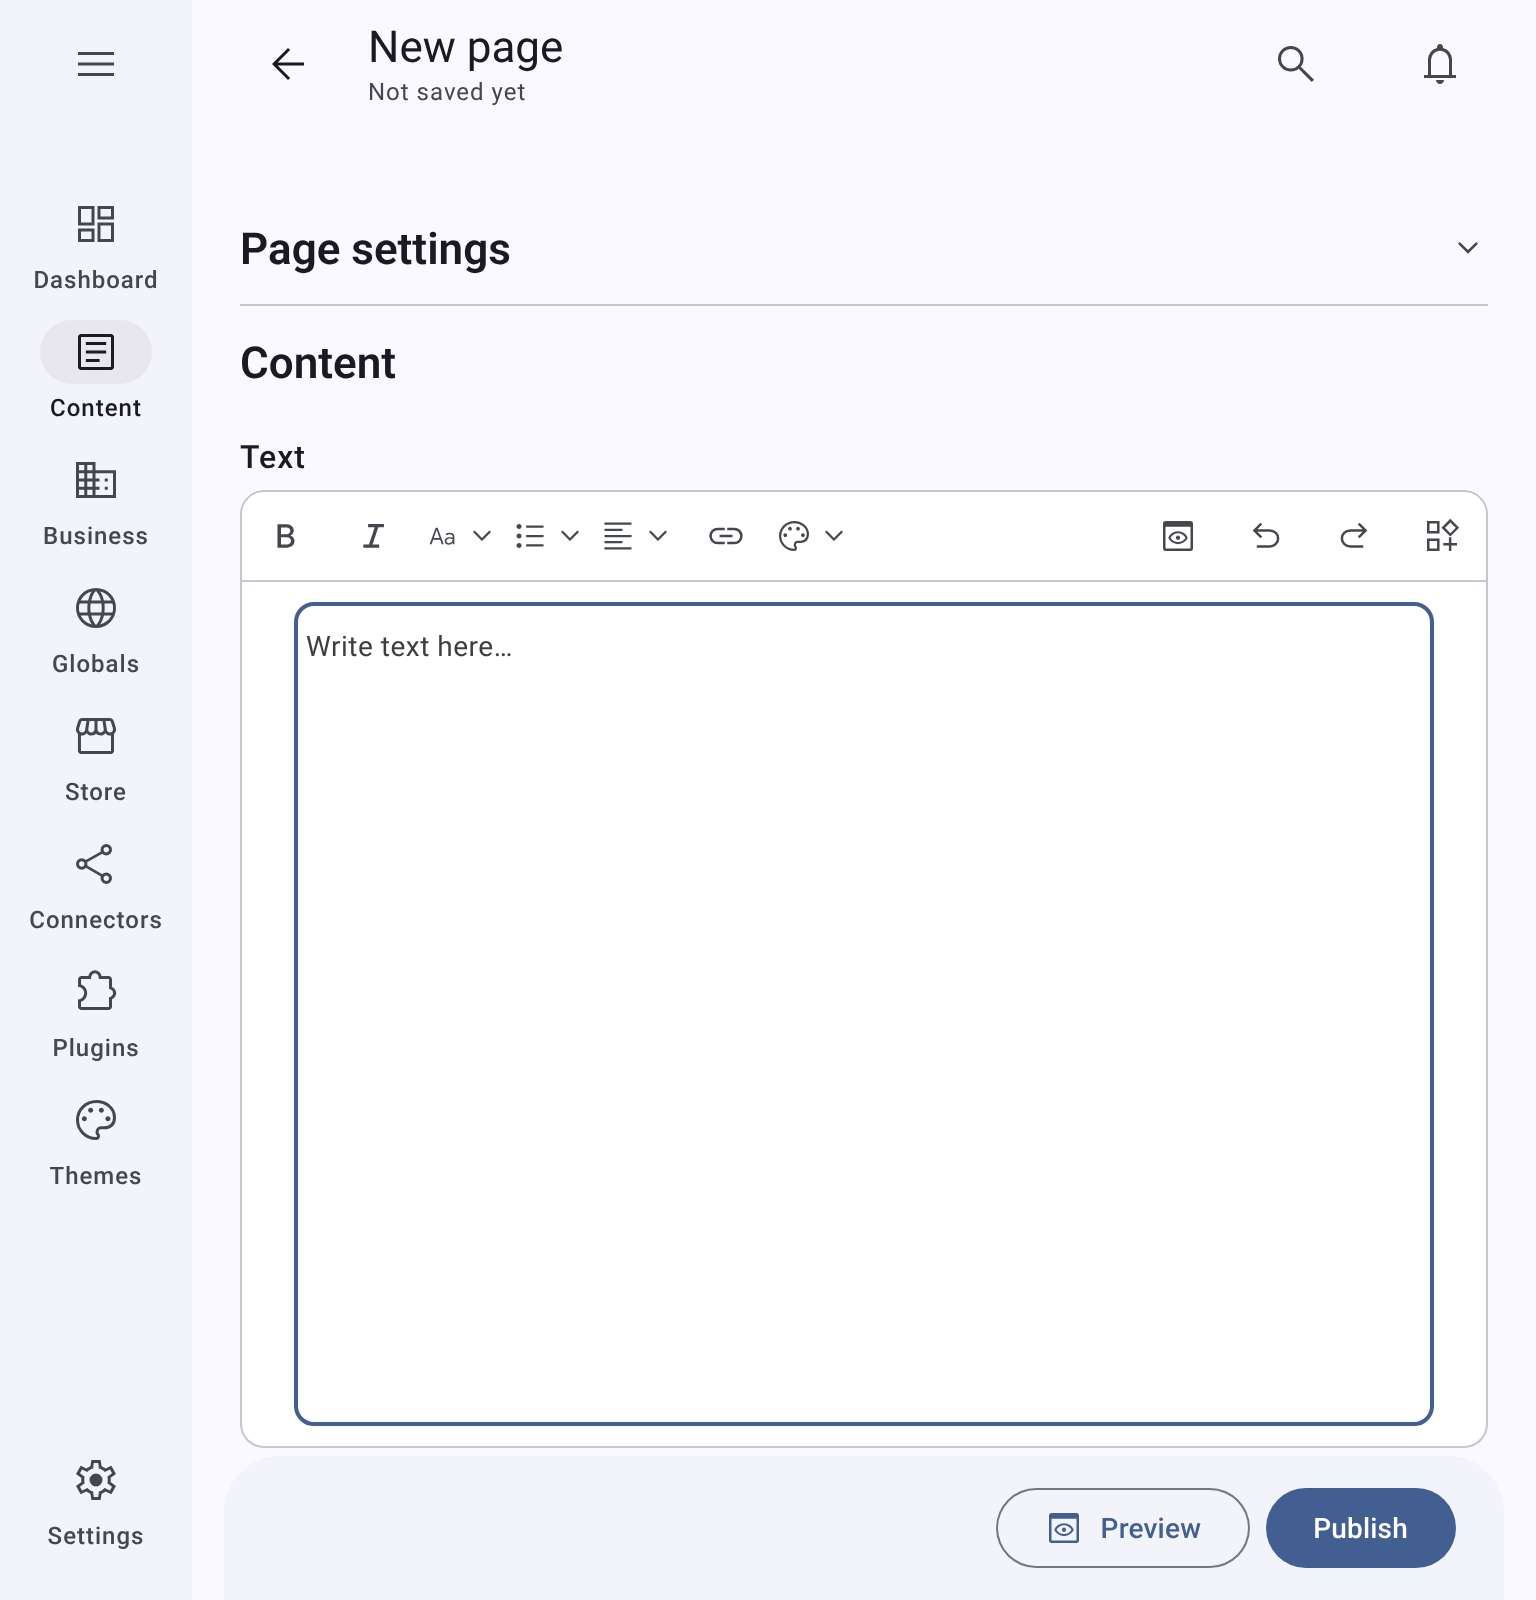 New page
Not saved yet
Dashboard
Content
Business
Globals
Store
Connectors
Plugins
Themes
Settings
Page settings
Content
Text
B I Aa
Write text here…
Preview
Publish